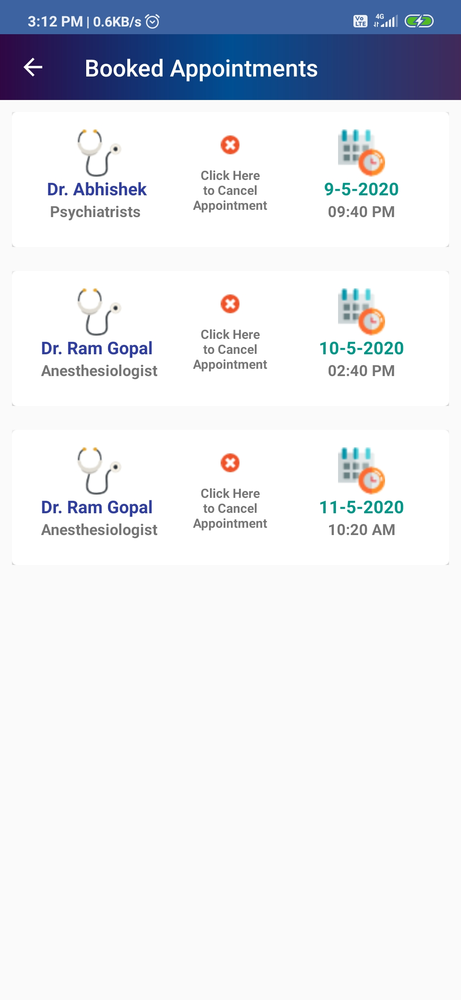 3:12 PM | 0.6KB/s
Vo LTE 4G
Booked Appointments
Dr. Abhishek
Psychiatrists
Click Here
to Cancel
Appointment
9-5-2020
09:40 PM
Dr. Ram Gopal
Anesthesiologist
Click Here
to Cancel
Appointment
10-5-2020
02:40 PM
Dr. Ram Gopal
Anesthesiologist
Click Here
to Cancel
Appointment
11-5-2020
10:20 AM